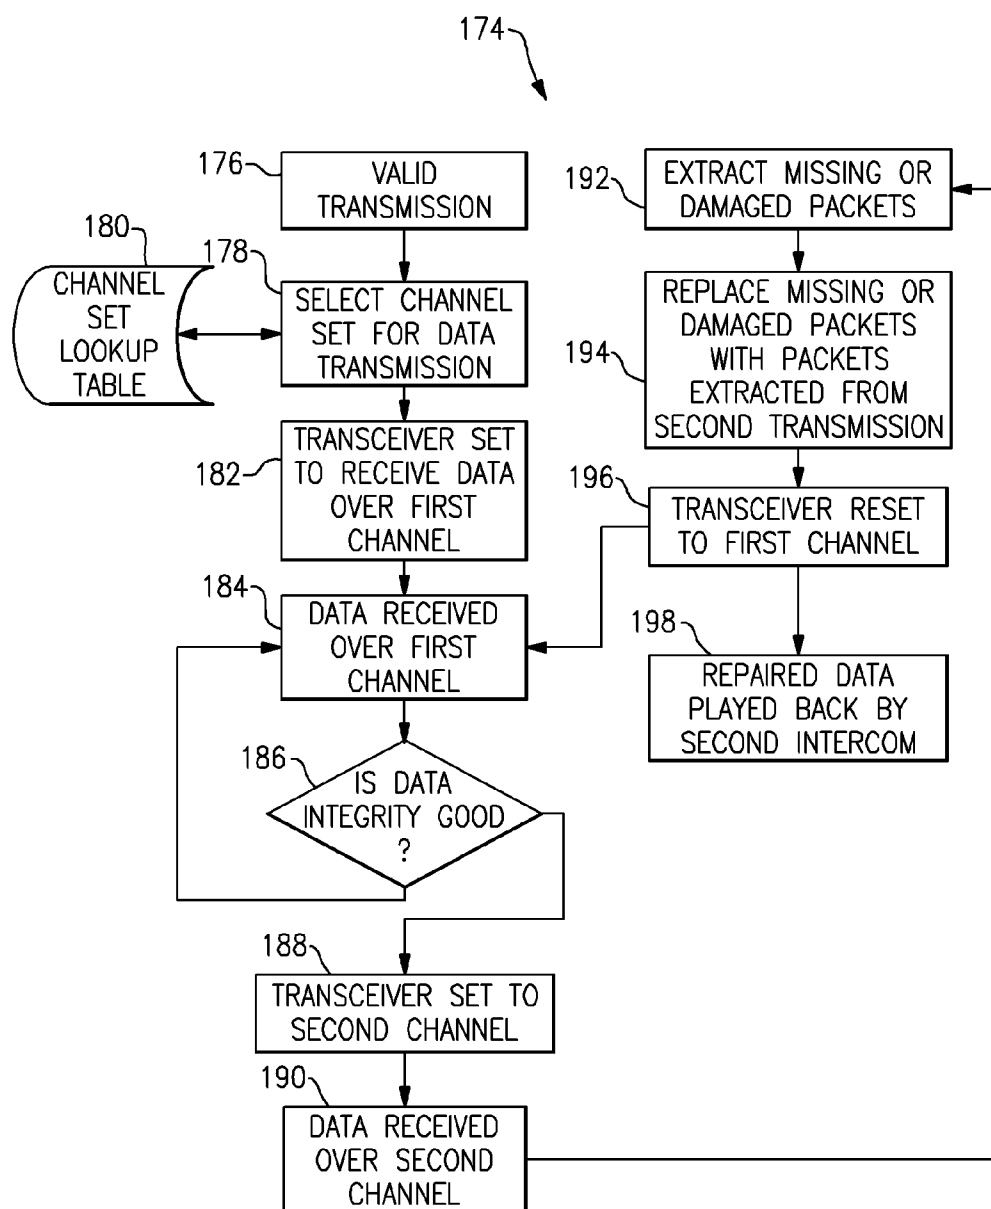 174
176
VALID
TRANSMISSION
180
CHANNEL
SET
LOOKUP
TABLE
178
SELECT CHANNEL
SET FOR DATA
TRANSMISSION
182
TRANSCEIVER SET
TO RECEIVE DATA
OVER FIRST
CHANNEL
184
DATA RECEIVED
OVER FIRST
CHANNEL
186
IS DATA
INTEGRITY GOOD
?
188
TRANSCEIVER SET TO
SECOND CHANNEL
190
DATA RECEIVED
OVER SECOND
CHANNEL
192
EXTRACT MISSING OR
DAMAGED PACKETS
194
REPLACE MISSING OR
DAMAGED PACKETS
WITH PACKETS
EXTRACTED FROM
SECOND TRANSMISSION
196
TRANSCEIVER RESET
TO FIRST CHANNEL
198
REPAIRED DATA
PLAYED BACK BY
SECOND INTERCOM